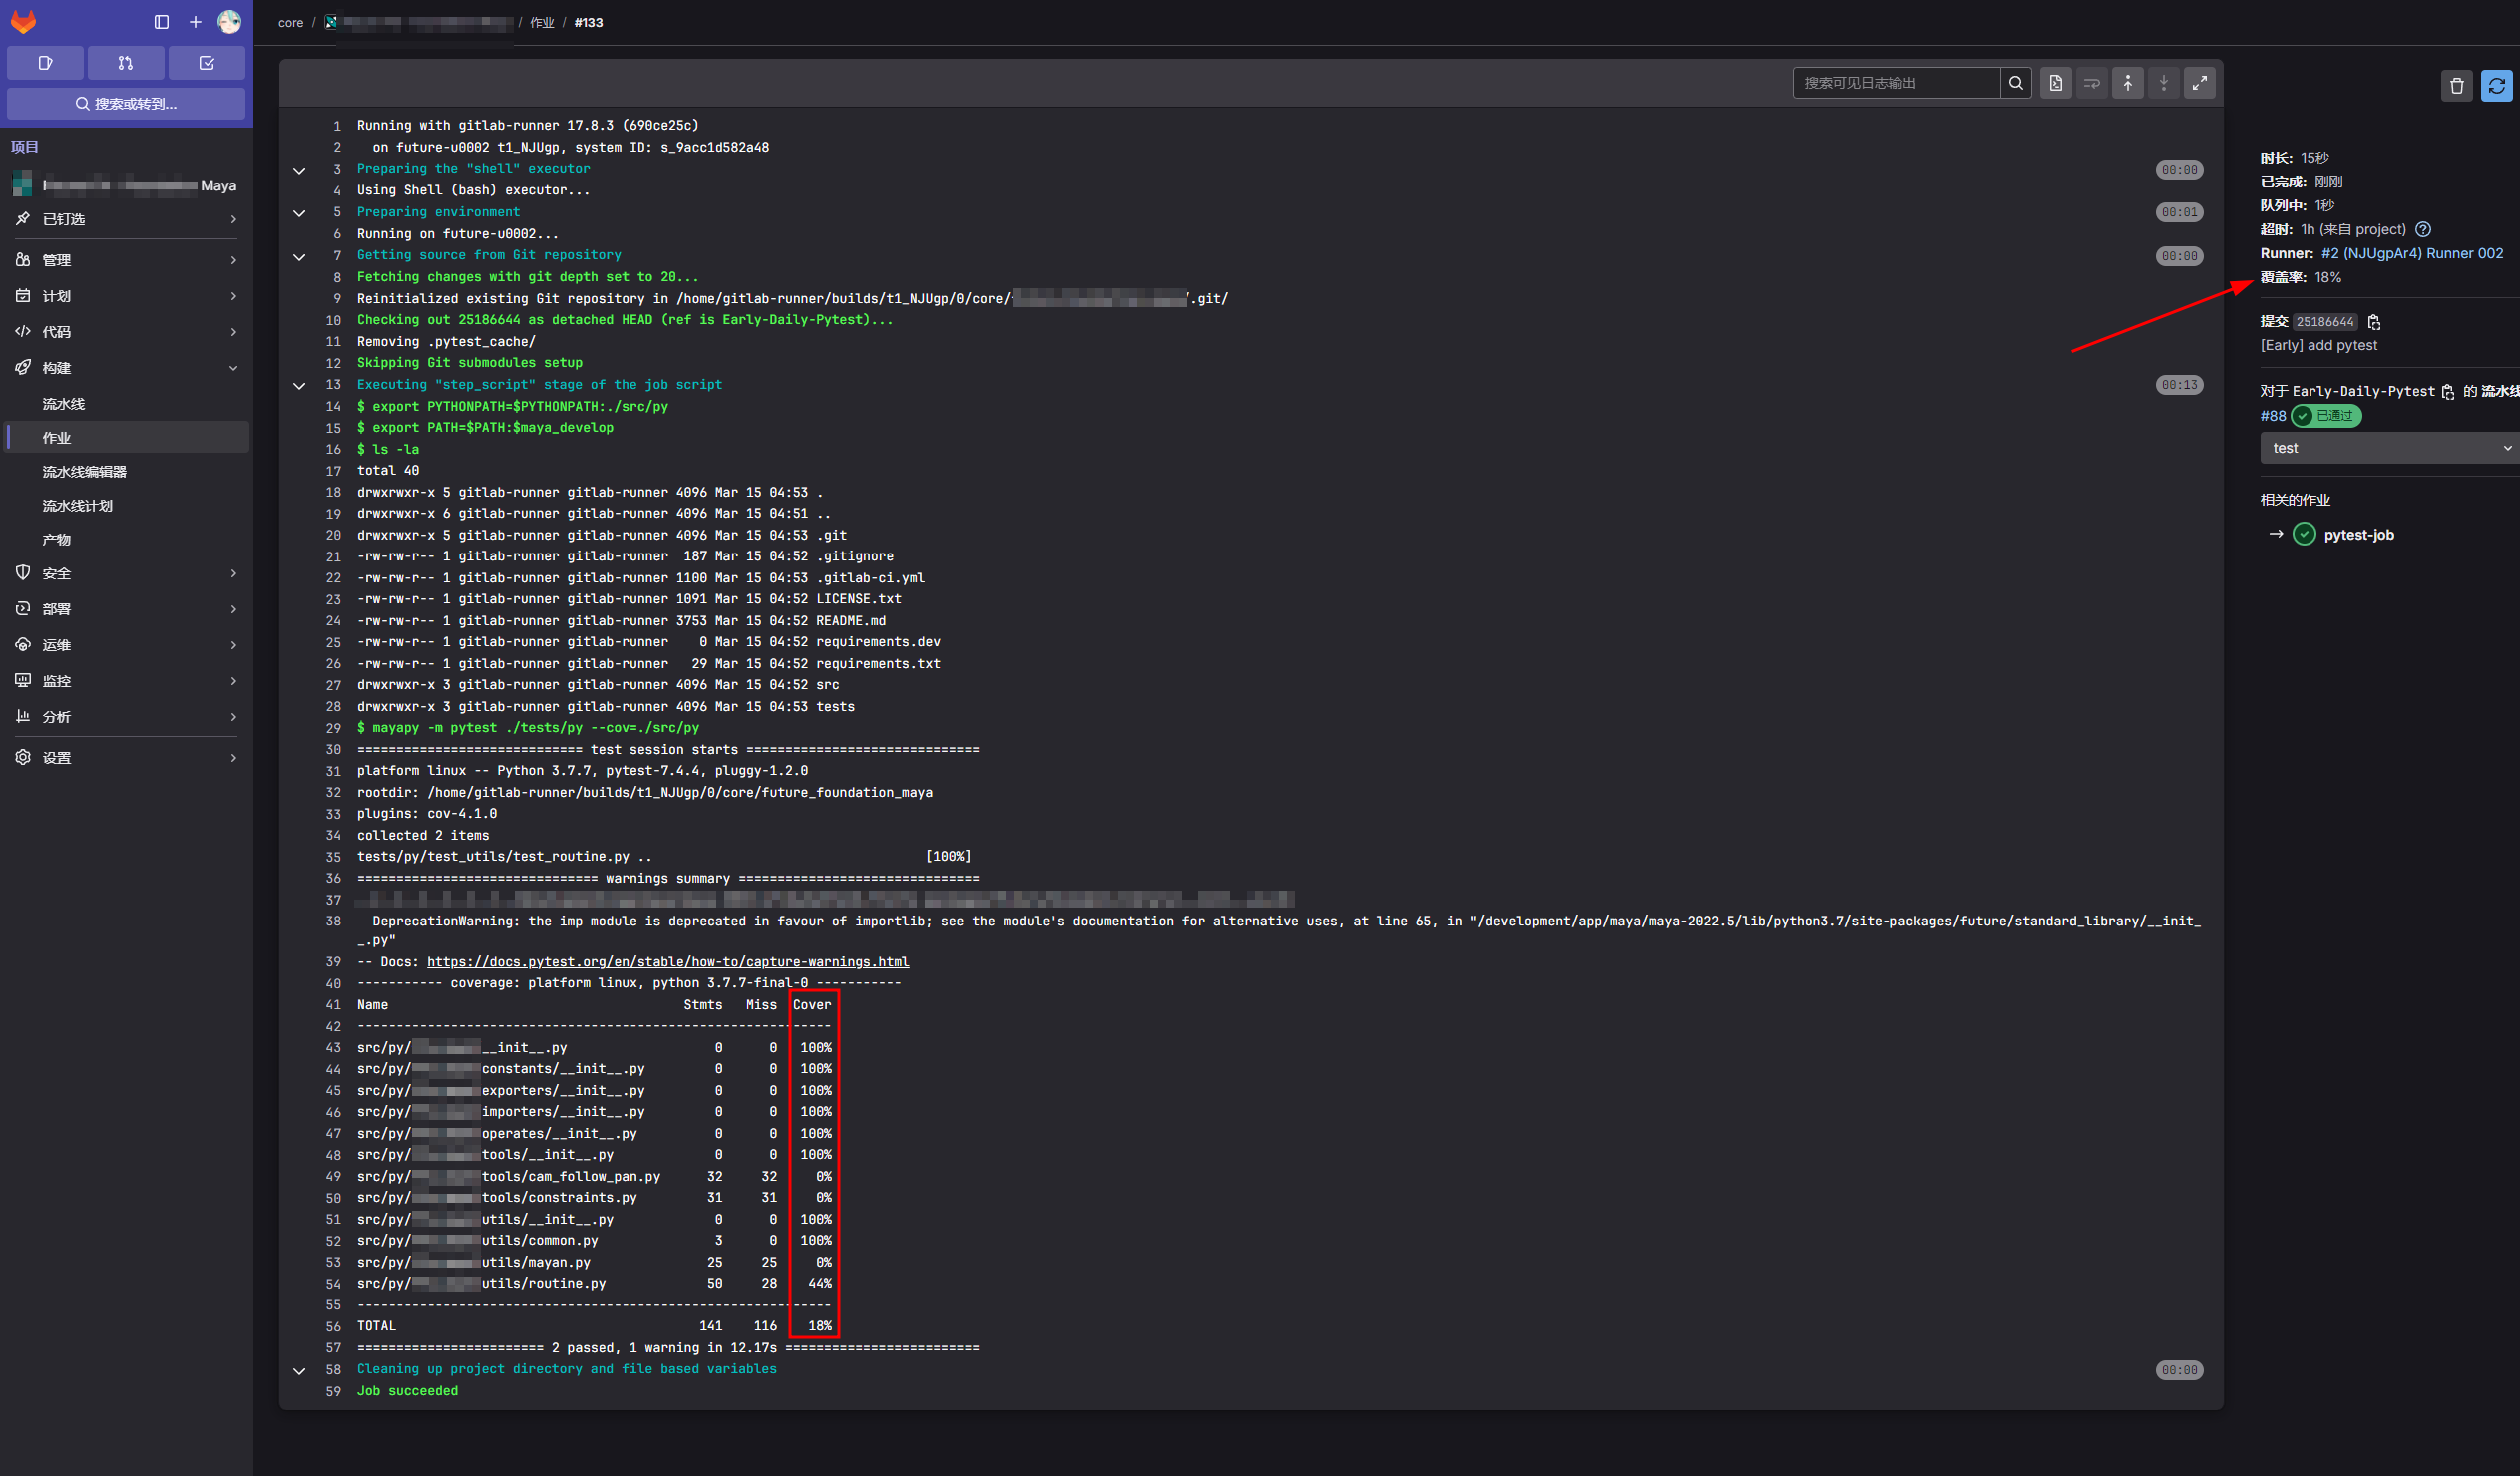 core / / 作业 / #133
搜索或转到...
项目
Maya
已钉选
管理
计划
代码
构建
流水线
作业
流水线编辑器
流水线计划
产物
安全
部署
运维
监控
分析
设置
搜索可见日志输出
1 Running with gitlab-runner 17.8.3 (690ce25c)
2 on future-u0002 t1_NJUgp, system ID: s_9acc1d582a48
3 Preparing the "shell" executor 00:00
4 Using Shell (bash) executor...
5 Preparing environment 00:01
6 Running on future-u0002...
7 Getting source from Git repository 00:00
8 Fetching changes with git depth set to 20...
9 Reinitialized existing Git repository in /home/gitlab-runner/builds/t1_NJUgp/0/core/ /.git/
10 Checking out 25186644 as detached HEAD (ref is Early-Daily-Pytest)...
11 Removing .pytest_cache/
12 Skipping Git submodules setup
13 Executing "step_script" stage of the job script 00:13
14 $ export PYTHONPATH=$PYTHONPATH:./src/py
15 $ export PATH=$PATH:$maya_develop
16 $ ls -la
17 total 40
18 drwxrwxr-x 5 gitlab-runner gitlab-runner 4096 Mar 15 04:53 .
19 drwxrwxr-x 6 gitlab-runner gitlab-runner 4096 Mar 15 04:51 ..
20 drwxrwxr-x 5 gitlab-runner gitlab-runner 4096 Mar 15 04:53 .git
21 -rw-rw-r-- 1 gitlab-runner gitlab-runner 187 Mar 15 04:52 .gitignore
22 -rw-rw-r-- 1 gitlab-runner gitlab-runner 1100 Mar 15 04:53 .gitlab-ci.yml
23 -rw-rw-r-- 1 gitlab-runner gitlab-runner 1091 Mar 15 04:52 LICENSE.txt
24 -rw-rw-r-- 1 gitlab-runner gitlab-runner 3753 Mar 15 04:52 README.md
25 -rw-rw-r-- 1 gitlab-runner gitlab-runner 0 Mar 15 04:52 requirements.dev
26 -rw-rw-r-- 1 gitlab-runner gitlab-runner 29 Mar 15 04:52 requirements.txt
27 drwxrwxr-x 3 gitlab-runner gitlab-runner 4096 Mar 15 04:52 src
28 drwxrwxr-x 3 gitlab-runner gitlab-runner 4096 Mar 15 04:53 tests
29 $ mayapy -m pytest ./tests/py --cov=./src/py
30 ============================= test session starts ==============================
31 platform linux -- Python 3.7.7, pytest-7.4.4, pluggy-1.2.0
32 rootdir: /home/gitlab-runner/builds/t1_NJUgp/0/core/future_foundation_maya
33 plugins: cov-4.1.0
34 collected 2 items
35 tests/py/test_utils/test_routine.py .. [100%]
36 =============================== warnings summary ===============================
37
38 DeprecationWarning: the imp module is deprecated in favour of importlib; see the module's documentation for alternative uses, at line 65, in "/development/app/maya/maya-2022.5/lib/python3.7/site-packages/future/standard_library/__init_
_.py"
39 -- Docs: https://docs.pytest.org/en/stable/how-to/capture-warnings.html
40 ----------- coverage: platform linux, python 3.7.7-final-0 -----------
41 Name Stmts Miss Cover
42 -------------------------------------------------------------
43 src/py/ __init__.py 0 0 100%
44 src/py/ constants/__init__.py 0 0 100%
45 src/py/ exporters/__init__.py 0 0 100%
46 src/py/ importers/__init__.py 0 0 100%
47 src/py/ operates/__init__.py 0 0 100%
48 src/py/ tools/__init__.py 0 0 100%
49 src/py/ tools/cam_follow_pan.py 32 32 0%
50 src/py/ tools/constraints.py 31 31 0%
51 src/py/ utils/__init__.py 0 0 100%
52 src/py/ utils/common.py 3 0 100%
53 src/py/ utils/mayan.py 25 25 0%
54 src/py/ utils/routine.py 50 28 44%
55 -------------------------------------------------------------
56 TOTAL 141 116 18%
57 ======================== 2 passed, 1 warning in 12.17s =========================
58 Cleaning up project directory and file based variables 00:00
59 Job succeeded
时长: 15秒
已完成: 刚刚
队列中: 1秒
超时: 1h (来自 project)
Runner: #2 (NJUgpAr4) Runner 002
覆盖率: 18%
提交 25186644
[Early] add pytest
对于 Early-Daily-Pytest 的 流水线
#88 已通过
test
相关的作业
→ pytest-job